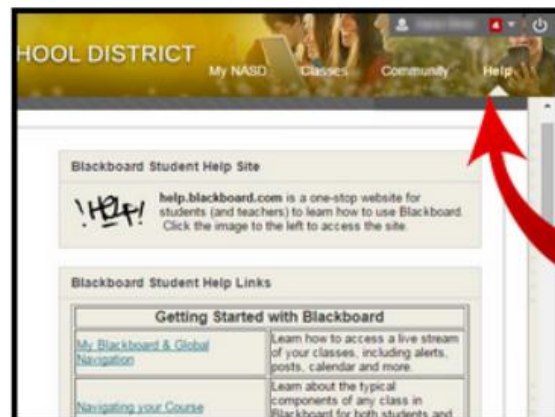 HOOL DISTRICT
My NASD Classes Community Help
4
Blackboard Student Help Site
!HELP!
help.blackboard.com is a one-stop website for
students (and teachers) to learn how to use Blackboard.
Click the image to the left to access the site.
Blackboard Student Help Links
Getting Started with Blackboard
My Blackboard & Global
Navigation
Learn how to access a live stream
of your classes, including alerts,
posts, calendar and more.
Navigating your Course
Learn about the typical
components of any class in
Blackboard for both students and